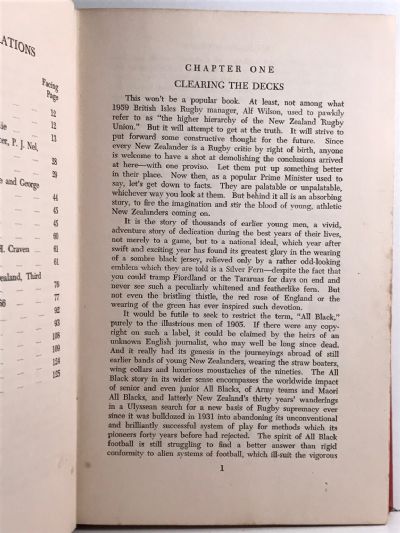 ATIONS
Facing
Page
12
lie 12
13
er, P. J. Nel,
28
29
e and George
44
45
45
60
H. Craven 61
61
ealand, Third
76
77
92
93
108
109
124
125
CHAPTER ONE
CLEARING THE DECKS
This won't be a popular book. At least, not among what
1959 British Isles Rugby manager, Alf Wilson, used to pawkily
refer to as "the higher hierarchy of the New Zealand Rugby
Union." But it will attempt to get at the truth. It will strive to
put forward some constructive thought for the future. Since
every New Zealander is a Rugby critic by right of birth, anyone
is welcome to have a shot at demolishing the conclusions arrived
at here—with one proviso. Let them put up something better
in their place. Now then, as a popular Prime Minister used to
say, let's get down to facts. They are palatable or unpalatable,
whichever way you look at them. But behind it all is an absorbing
story, to fire the imagination and stir the blood of young, athletic
New Zealanders coming on.
It is the story of thousands of earlier young men, a vivid,
adventure story of dedication during the best years of their lives,
not merely to a game, but to a national ideal, which year after
swift and exciting year has found its greatest glory in the wearing
of a sombre black jersey, relieved only by a rather odd-looking
emblem which they are told is a Silver Fern—despite the fact that
you could tramp Fiordland or the Tararuas for days on end and
never see such a peculiarly whitened and featherlike fern. But
not even the bristling thistle, the red rose of England or the
wearing of the green has ever inspired such devotion.
It would be futile to seek to restrict the term, "All Black,"
purely to the illustrious men of 1905. If there were any copy-
right on such a label, it could be claimed by the heirs of an
unknown English journalist, who may well be long since dead.
And it really had its genesis in the journeyings abroad of still
earlier bands of young New Zealanders, wearing the straw boaters,
wing collars and luxurious moustaches of the nineties. The All
Black story in its wider sense encompasses the worldwide impact
of senior and even junior All Blacks, of Army teams and Maori
All Blacks, and latterly New Zealand's thirty years' wanderings
in a Ulyssean search for a new basis of Rugby supremacy ever
since it was bulldozed in 1931 into abandoning its unconventional
and brilliantly successful system of play for methods which its
pioneers forty years before had rejected. The spirit of All Black
football is still struggling to find a better answer than rigid
conformity to alien systems of football, which ill-suit the vigorous
1